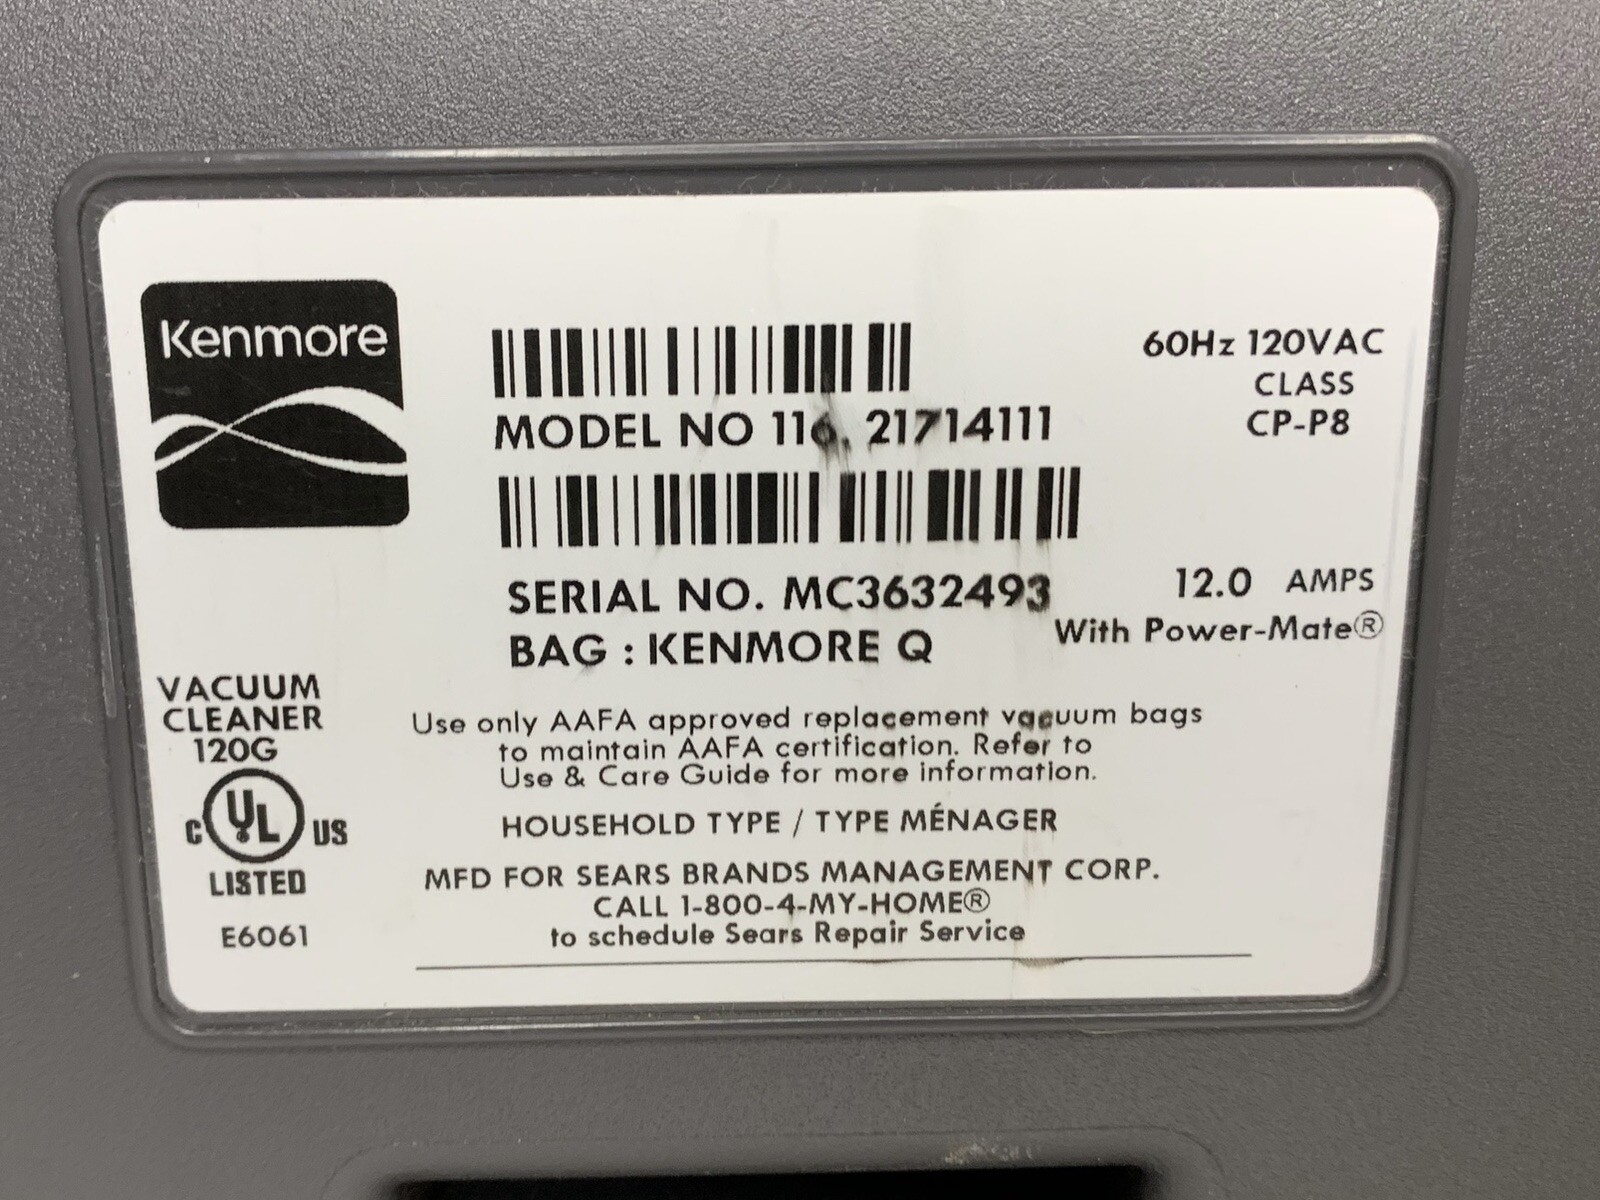 Kenmore
60Hz 120VAC
CLASS
CP-P8
MODEL NO 116. 21714111
SERIAL NO. MC3632493
12.0 AMPS
BAG : KENMORE Q
With Power-Mate®
VACUUM
CLEANER
120G
C UL US
LISTED
E6061
Use only AAFA approved replacement vacuum bags
to maintain AAFA certification. Refer to
Use & Care Guide for more information.
HOUSEHOLD TYPE / TYPE MÉNAGER
MFD FOR SEARS BRANDS MANAGEMENT CORP.
CALL 1-800-4-MY-HOME®
to schedule Sears Repair Service